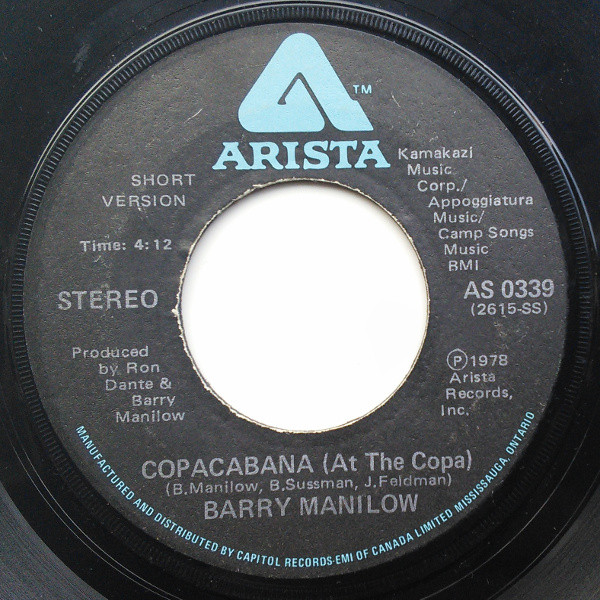 TM
ARISTA
SHORT
VERSION
Time: 4:12
STEREO
Produced
by Ron
Dante &
Barry
Manilow
Kamakazi
Music
Corp./
Appoggiatura
Music/
Camp Songs
Music
BMI
AS 0339
(2615-SS)
Ⓟ1978
Arista
Records,
Inc.
COPACABANA (At The Copa)
(B.Manilow, B.Sussman, J.Feldman)
BARRY MANILOW
MANUFACTURED AND DISTRIBUTED BY CAPITOL RECORDS-EMI OF CANADA LIMITED MISSISSAUGA, ONTARIO